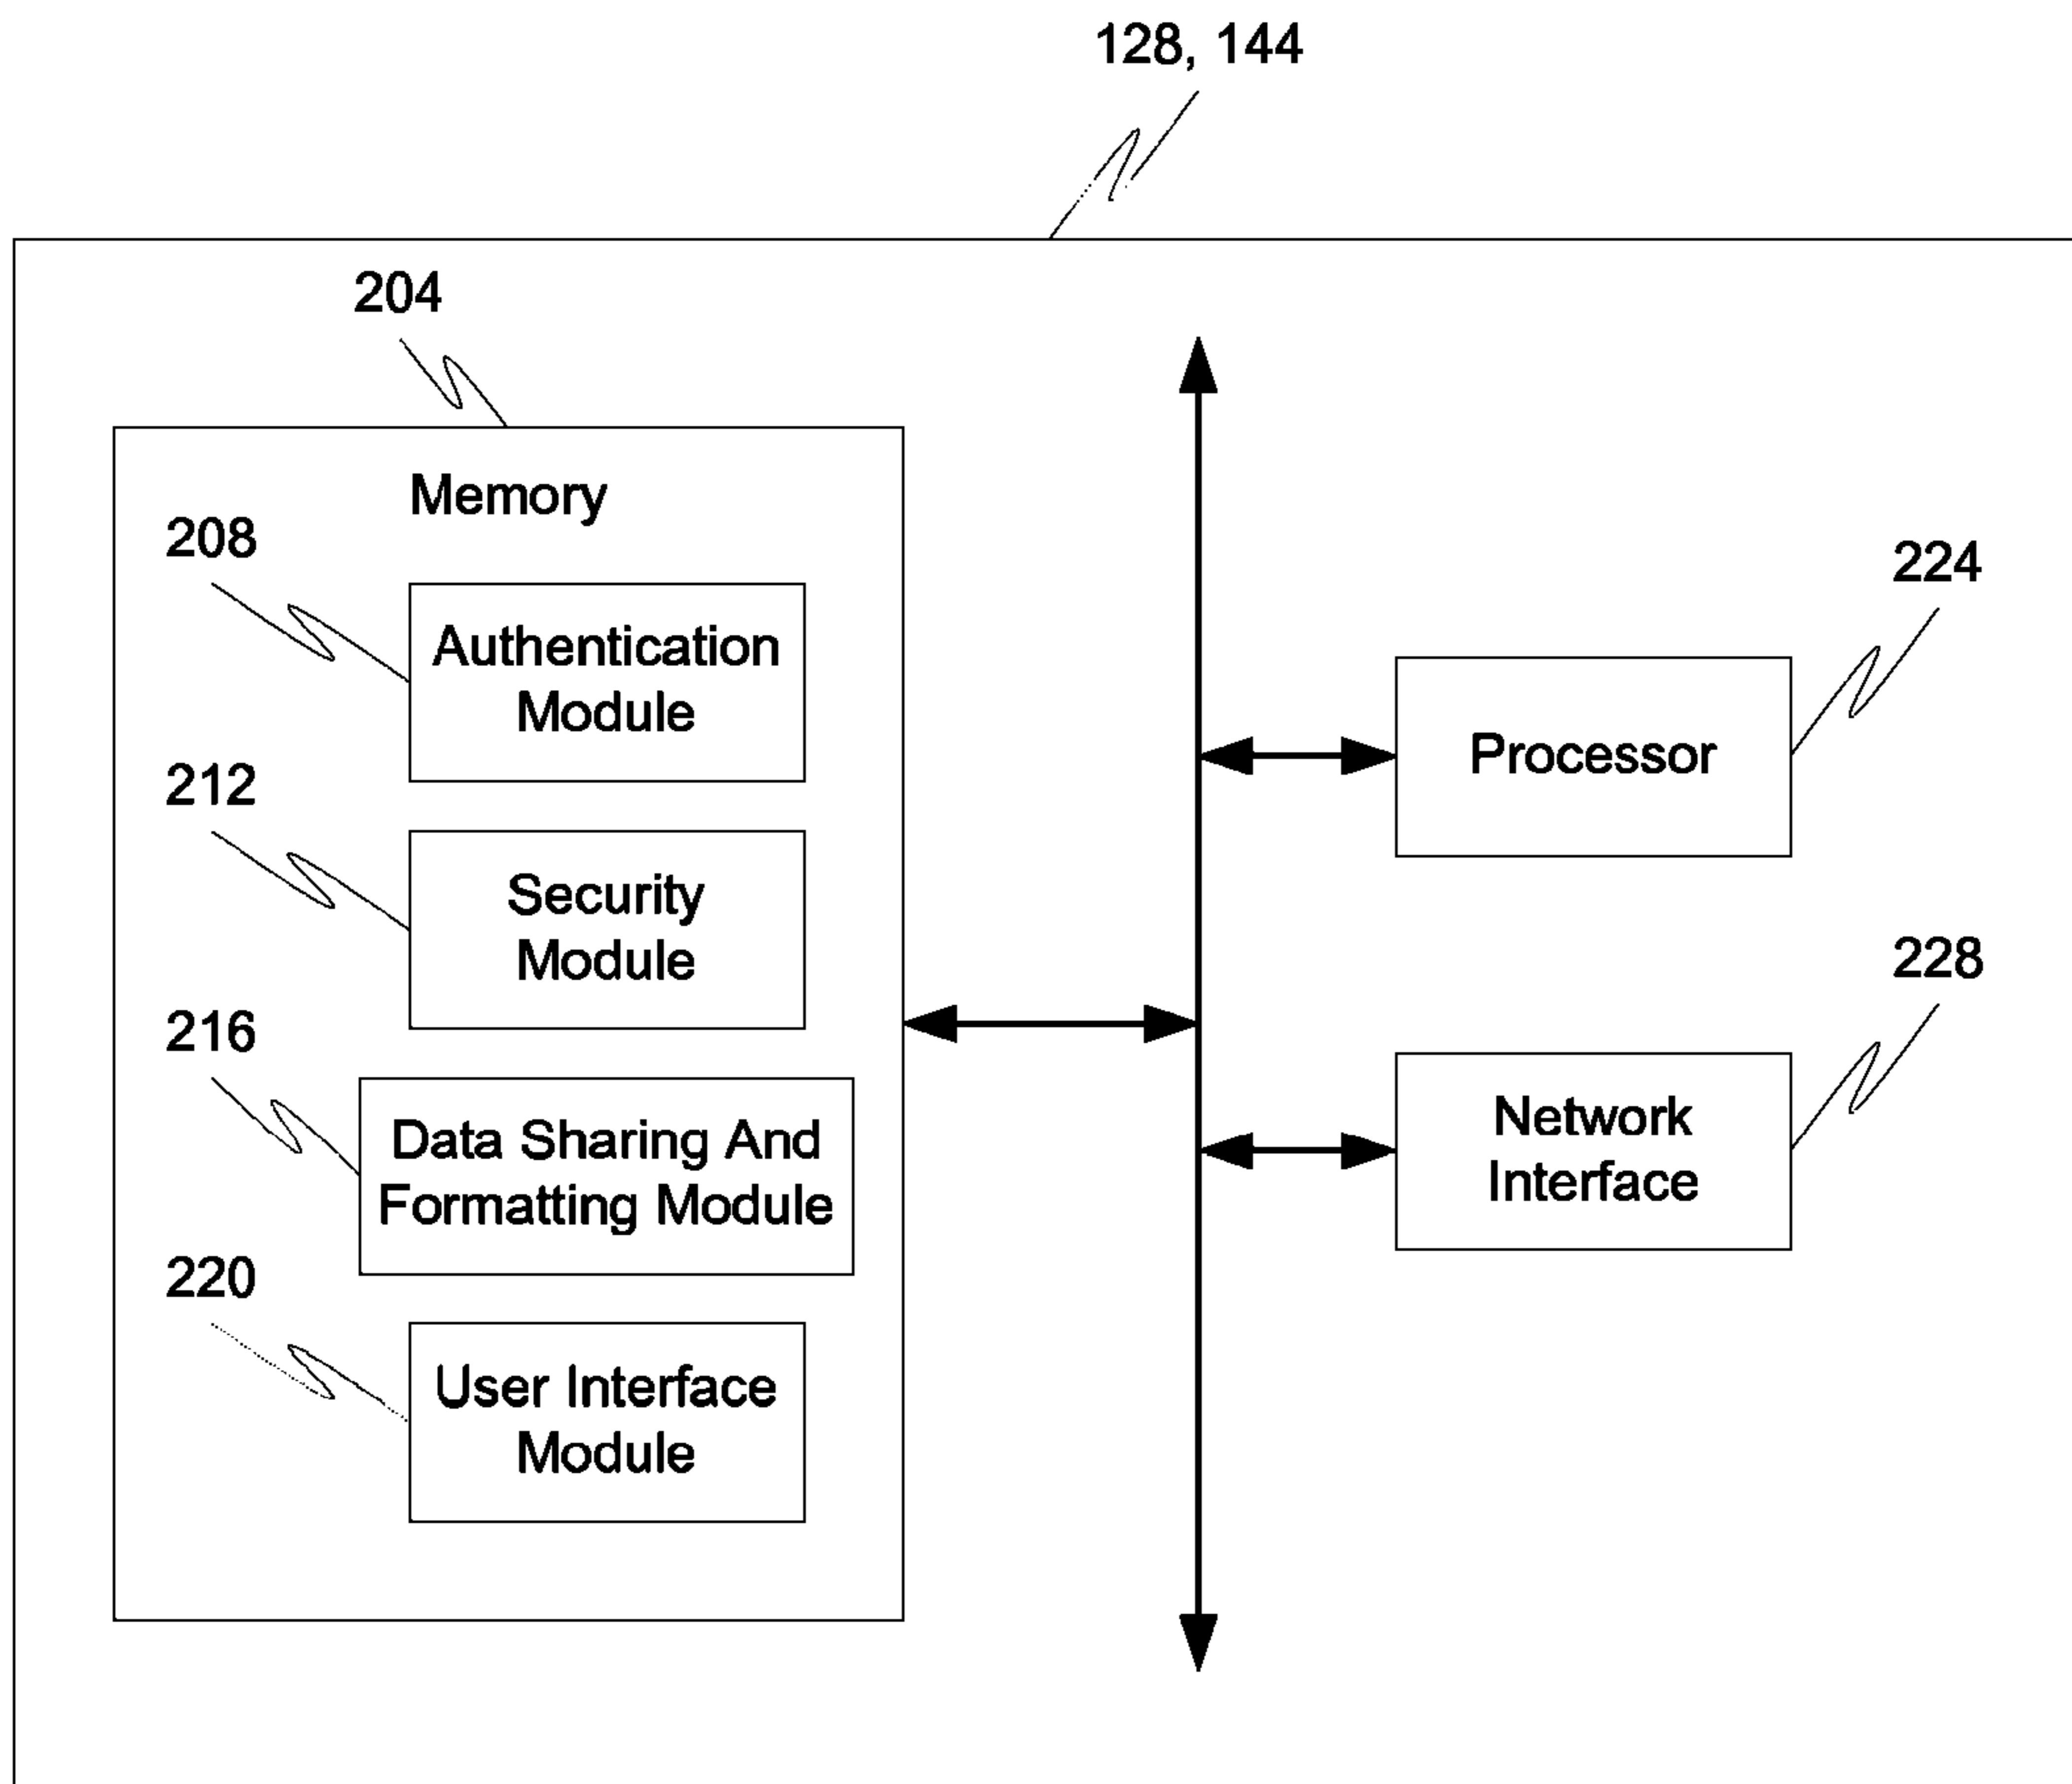 128, 144
204
Memory
208
Authentication
Module
224
Processor
212
Security
Module
228
Network
Interface
216
Data Sharing And
Formatting Module
220
User Interface
Module